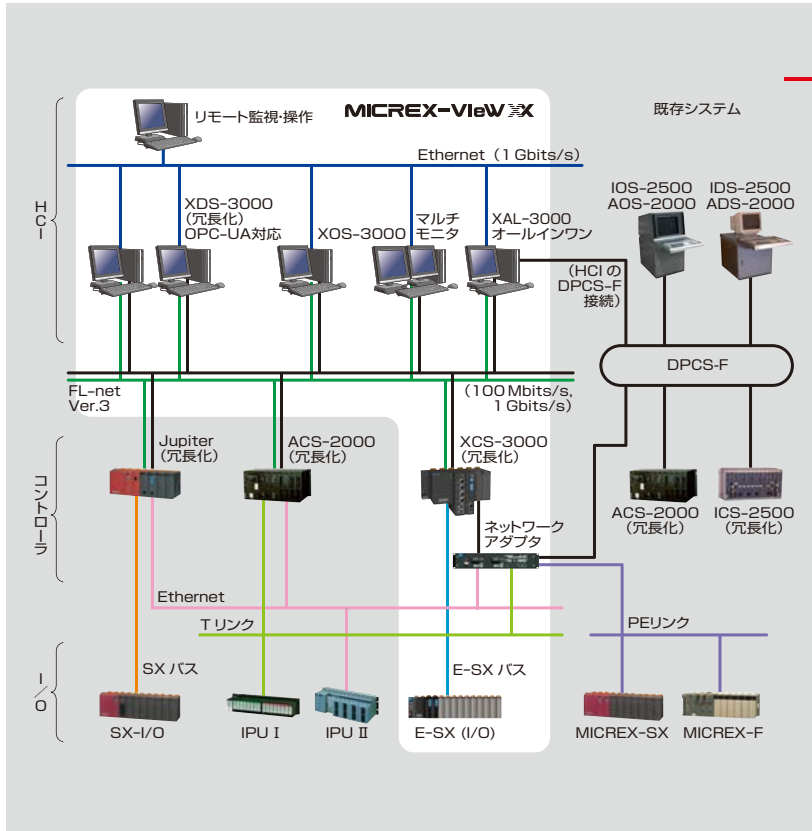 MICREX-VieW XX
既存システム
リモート監視・操作
Ethernet（1 Gbits/s）
HCI
XDS-3000
（冗長化）
OPC-UA対応
XOS-3000
マルチ
モニタ
XAL-3000
オールインワン
IOS-2500
AOS-2000
IDS-2500
ADS-2000
（HCIの
DPCS-F
接続）
DPCS-F
FL-net
Ver.3
（100 Mbits/s,
1 Gbits/s）
コントローラ
Jupiter
（冗長化）
ACS-2000
（冗長化）
XCS-3000
（冗長化）
ネットワーク
アダプタ
ACS-2000
（冗長化）
ICS-2500
（冗長化）
Ethernet
T リンク
PEリンク
I/O
SX バス
E-SX バス
SX-I/O
IPU I
IPU II
E-SX (I/O)
MICREX-SX
MICREX-F